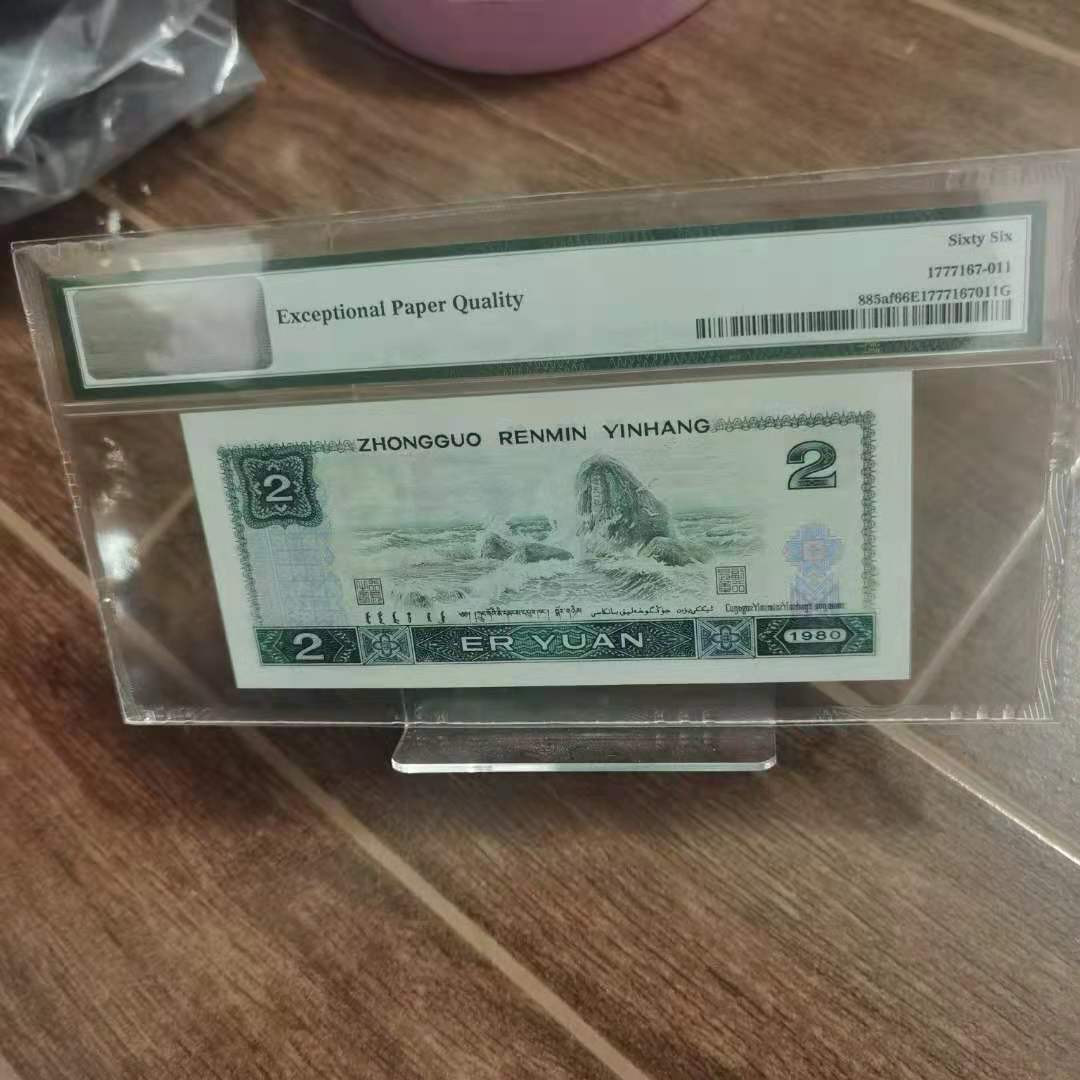 Sixty Six
1777167-011
Exceptional Paper Quality
885af66E1777167011G
ZHONGGUO RENMIN YINHANG
2
2
2
ER YUAN
1980